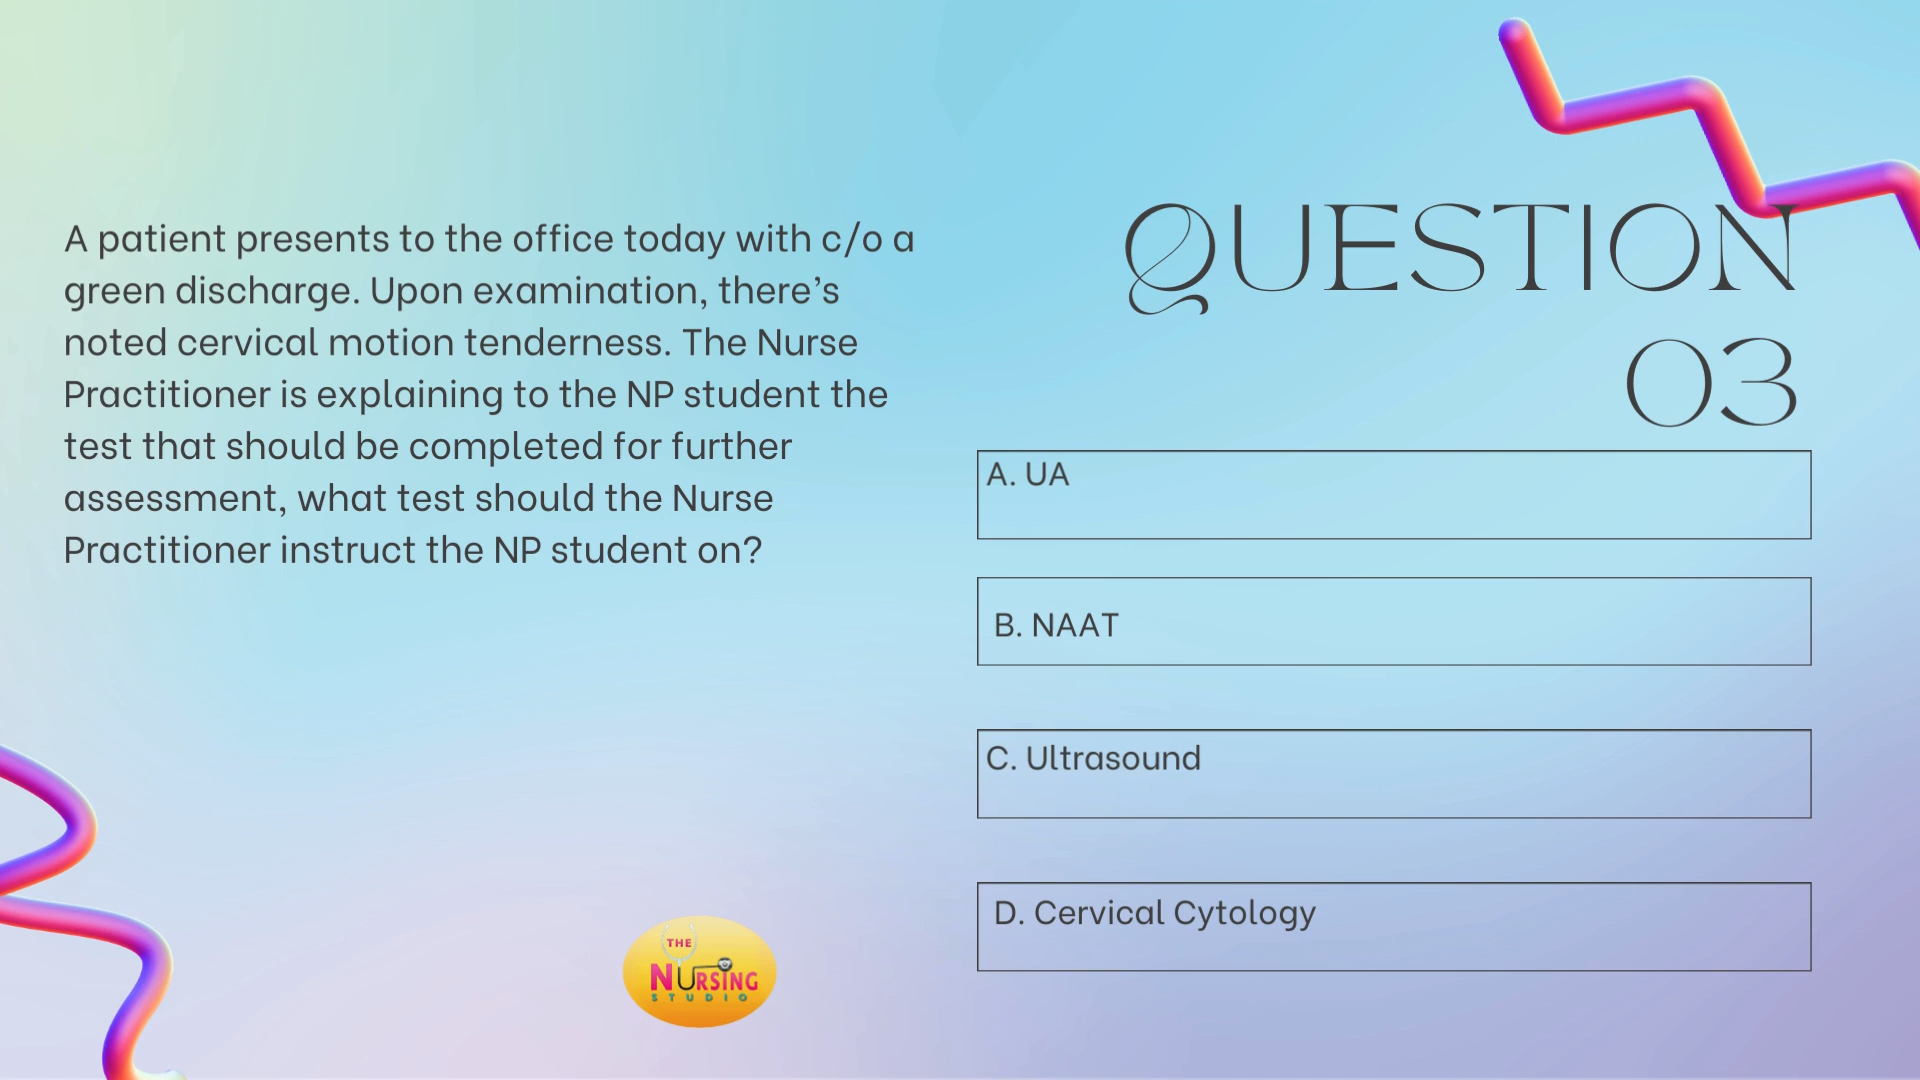 A patient presents to the office today with c/o a
green discharge. Upon examination, there’s
noted cervical motion tenderness. The Nurse
Practitioner is explaining to the NP student the
test that should be completed for further
assessment, what test should the Nurse
Practitioner instruct the NP student on?
QUESTION
03
A. UA
B. NAAT
C. Ultrasound
D. Cervical Cytology
THE
NURSING
STUDIO